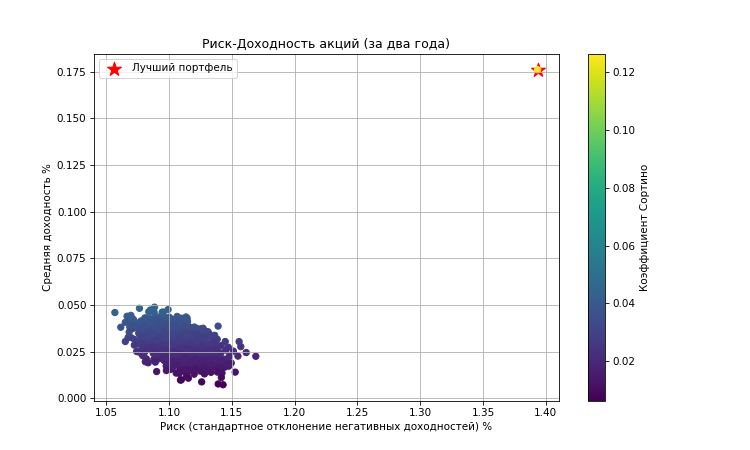 Риск-Доходность акций (за два года)
Лучший портфель
0.175
0.150
0.125
0.100
0.075
0.050
0.025
0.000
Средняя доходность %
1.05 1.10 1.15 1.20 1.25 1.30 1.35 1.40
Риск (стандартное отклонение негативных доходностей) %
0.12
0.10
0.08
0.06
0.04
0.02
Коэффициент Сортино